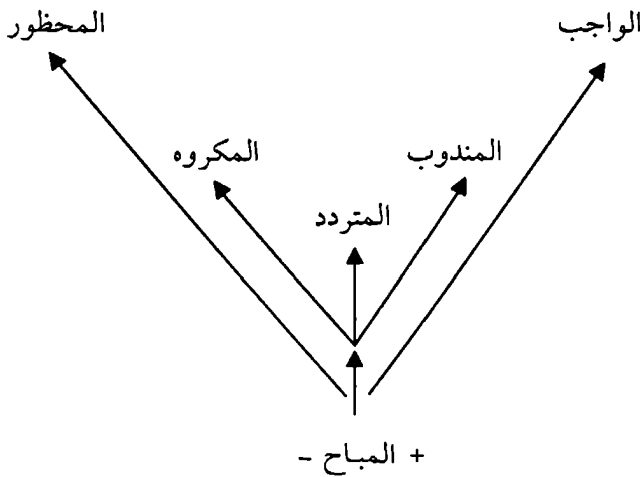 الواجب
المحظور
المندوب
المكروه
المتردد
+ المباح -